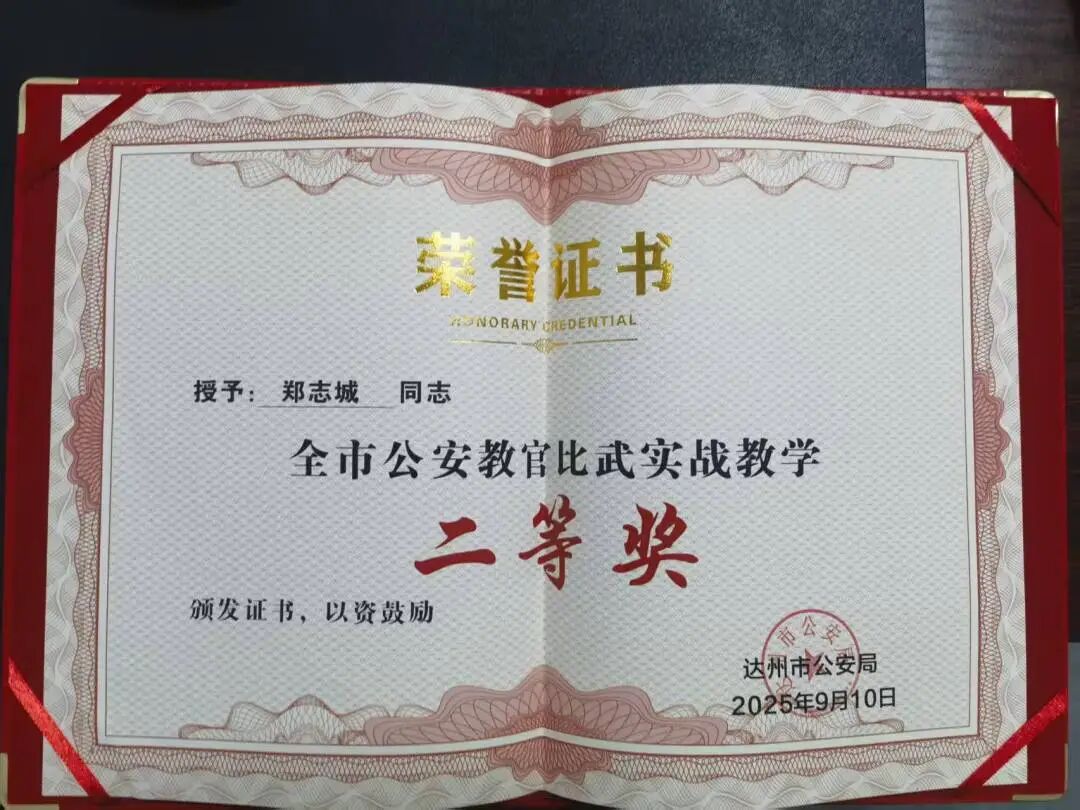 荣誉证书
HONORARY CREDENTIAL
授予：郑志城 同志
全市公安教官比武实战教学
二等奖
颁发证书，以资鼓励
达州市公安局
2025年9月10日